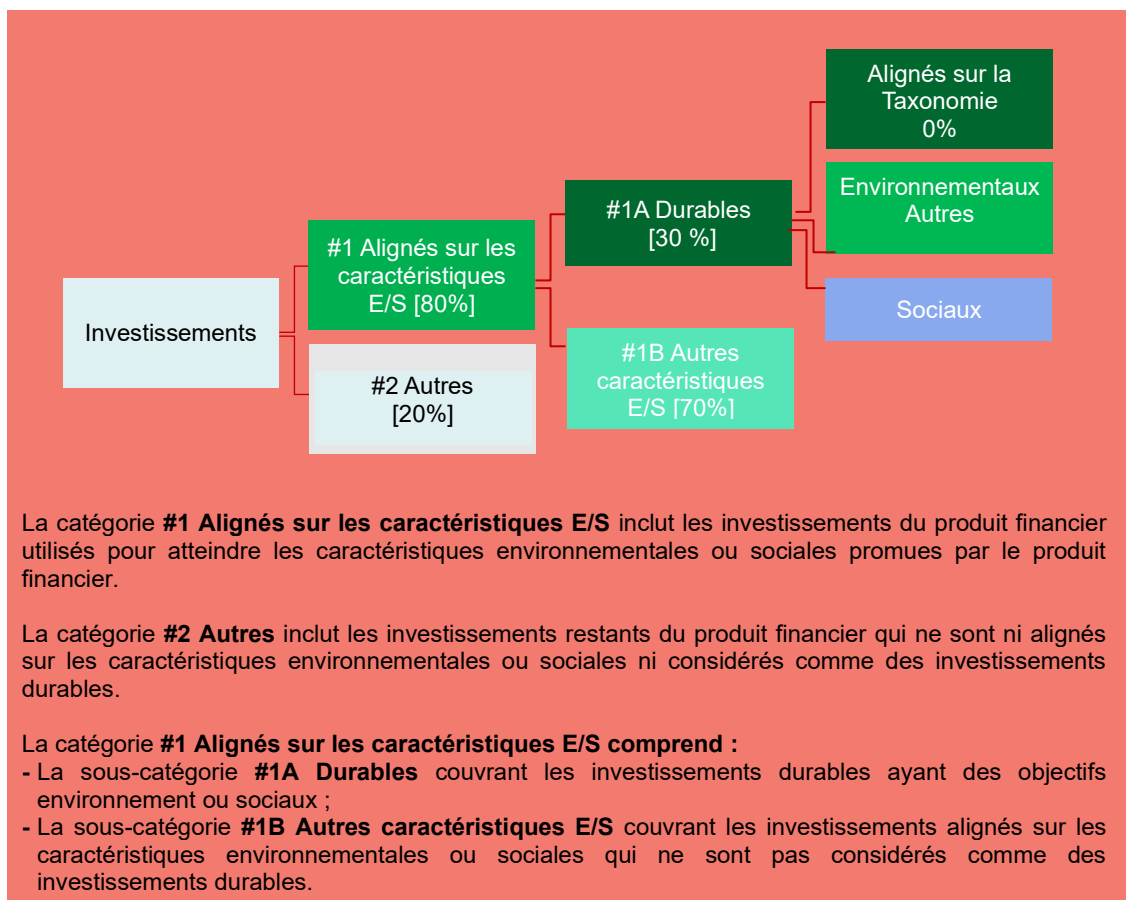 Alignés sur la
Taxonomie
0%
Environnementaux
Autres
#1A Durables
[30 %]
#1 Alignés sur les
caractéristiques
E/S [80%]
Sociaux
Investissements
#1B Autres
caractéristiques
E/S [70%]
#2 Autres
[20%]
La catégorie #1 Alignés sur les caractéristiques E/S inclut les investissements du produit financier
utilisés pour atteindre les caractéristiques environnementales ou sociales promues par le produit
financier.
La catégorie #2 Autres inclut les investissements restants du produit financier qui ne sont ni alignés
sur les caractéristiques environnementales ou sociales ni considérés comme des investissements
durables.
La catégorie #1 Alignés sur les caractéristiques E/S comprend :
- La sous-catégorie #1A Durables couvrant les investissements durables ayant des objectifs
environnement ou sociaux ;
- La sous-catégorie #1B Autres caractéristiques E/S couvrant les investissements alignés sur les
caractéristiques environnementales ou sociales qui ne sont pas considérés comme des
investissements durables.